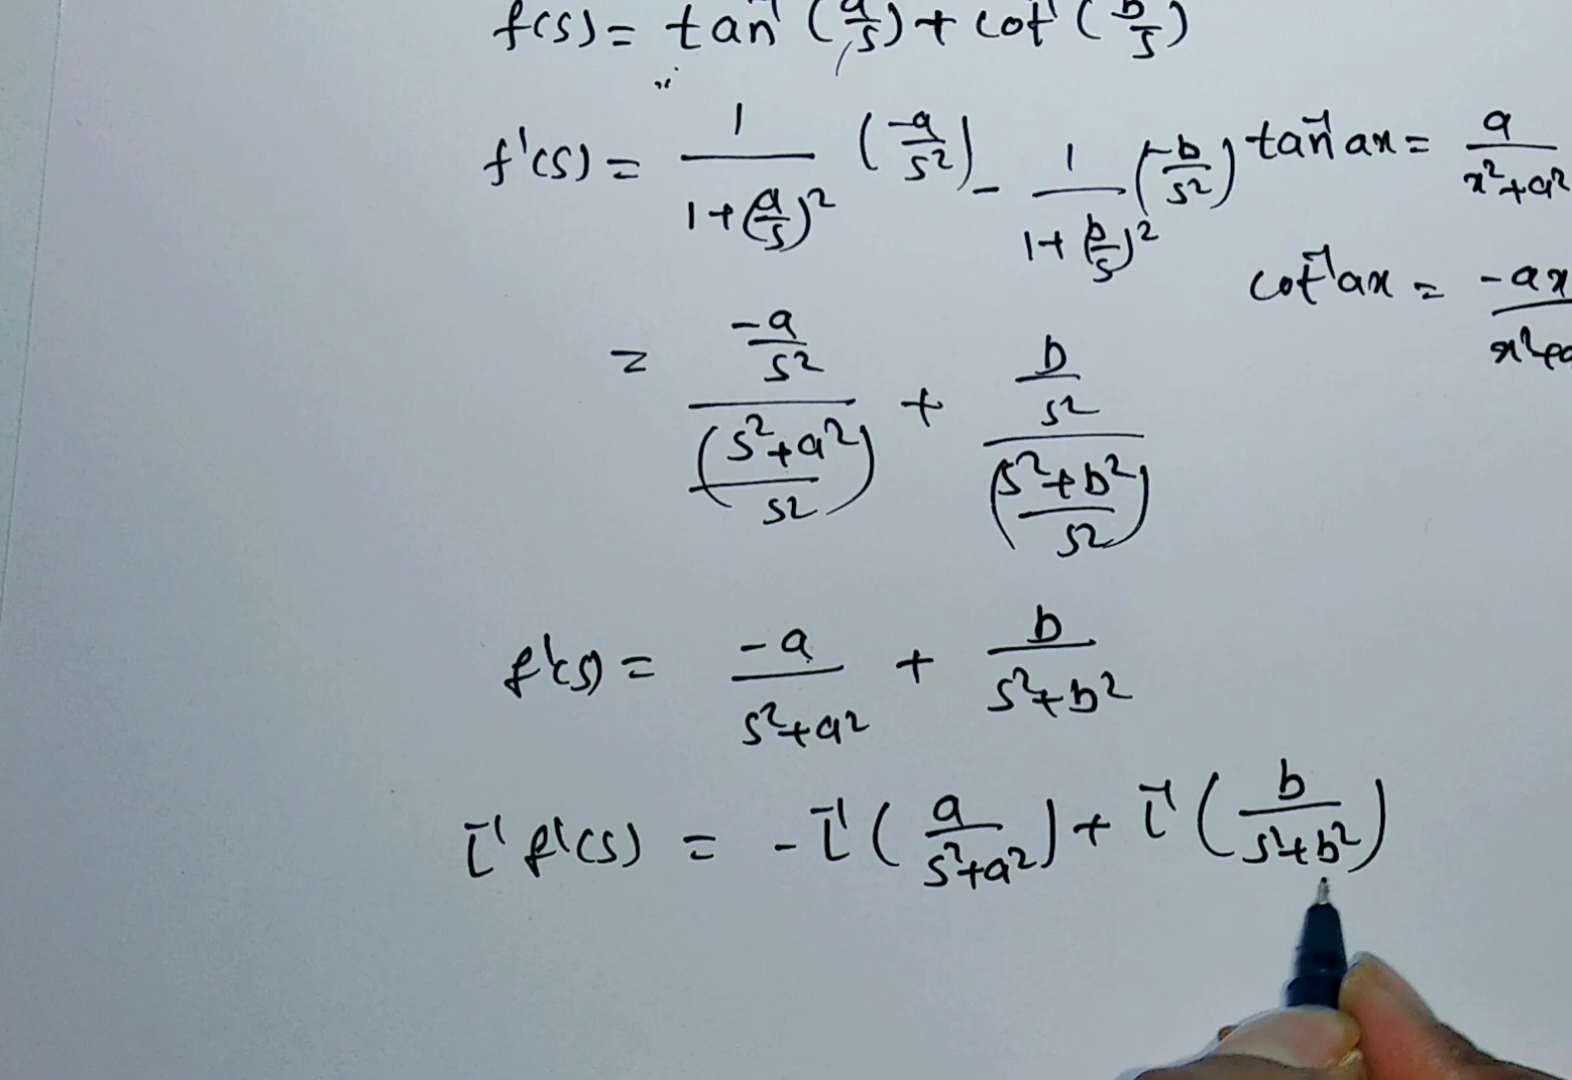 f(s) = tan⁻¹(a/s) + cot⁻¹(b/s)
f'(s) = 1/(1+(a/s)²) (-a/s²) - 1/(1+(b/s)²) (-b/s²)
tan⁻¹ax = a/(x²+a²)
cot⁻¹ax = -ax/
= (-a/s²)/((s²+a²)/s²) + (b/s²)/((s²+b²)/s²)
f'(s) = -a/(s²+a²) + b/(s²+b²)
L⁻¹ f'(s) = -L⁻¹(a/(s²+a²)) + L⁻¹(b/(s²+b²))